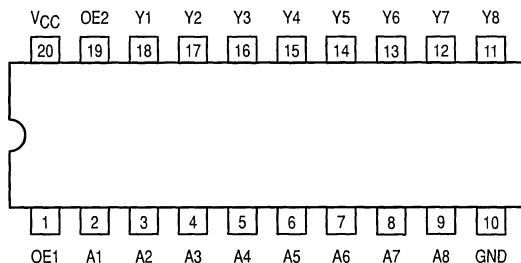 VCC OE2 Y1 Y2 Y3 Y4 Y5 Y6 Y7 Y8
20 19 18 17 16 15 14 13 12 11
1 2 3 4 5 6 7 8 9 10
OE1 A1 A2 A3 A4 A5 A6 A7 A8 GND